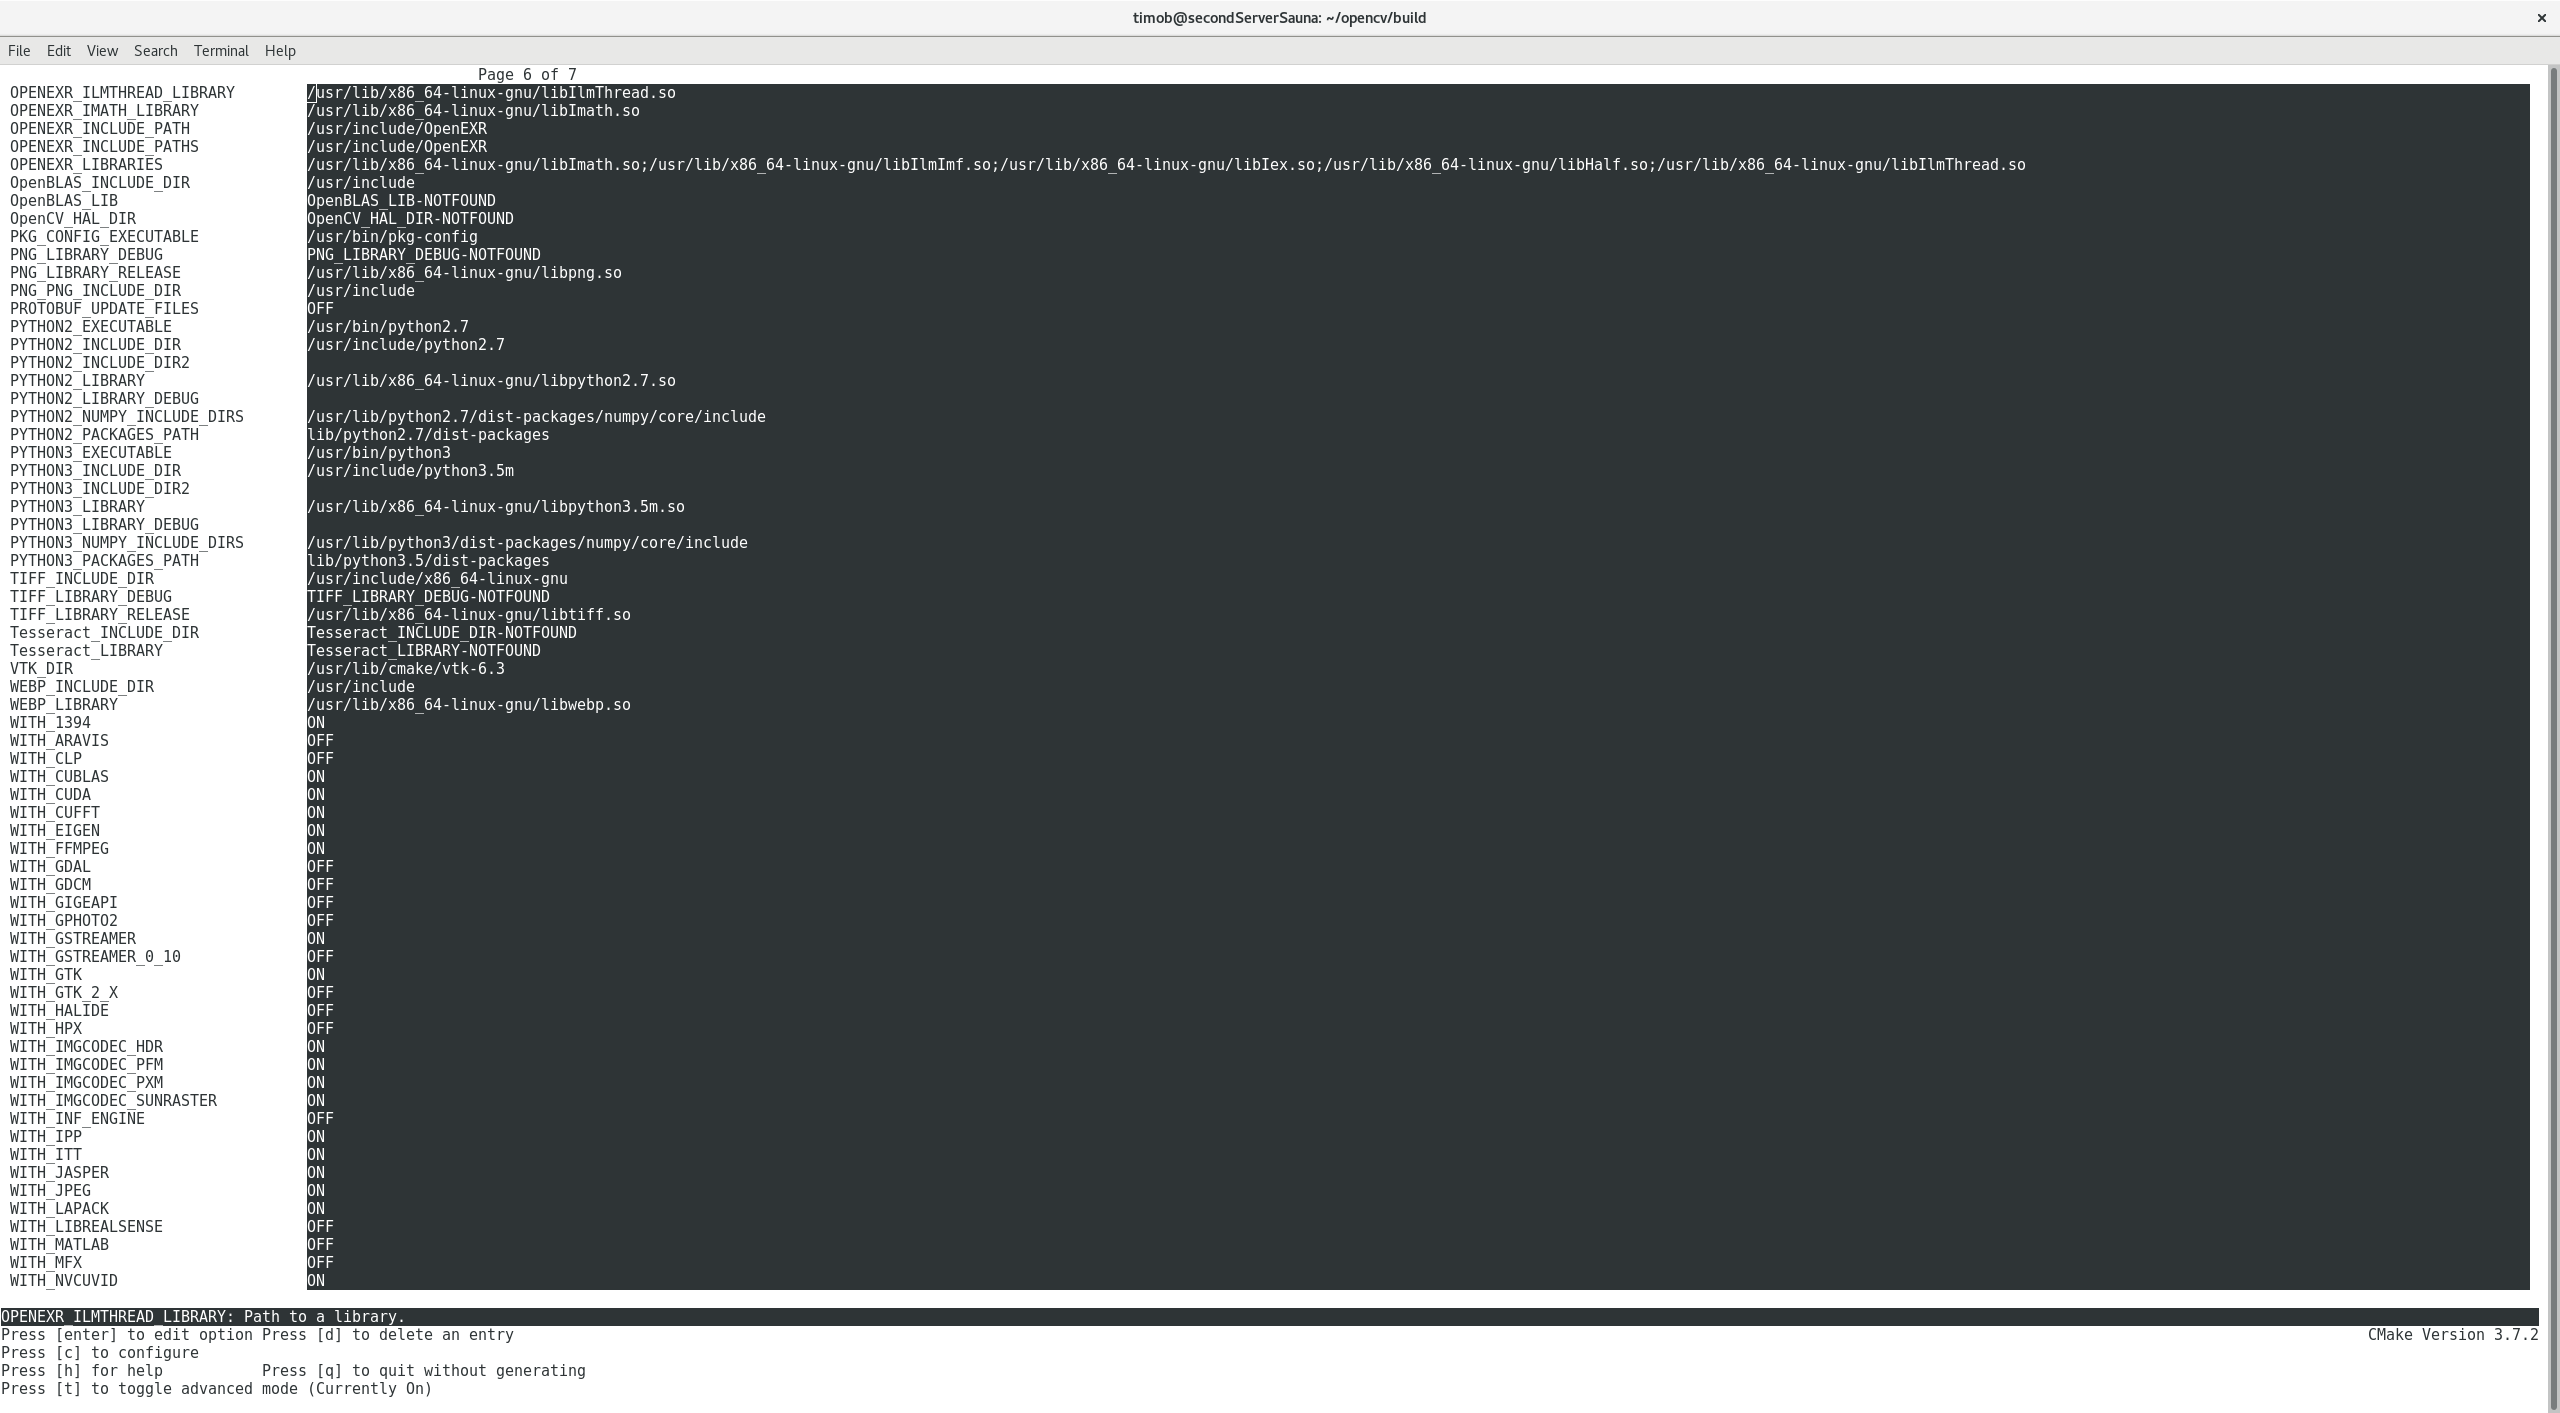 timob@secondServerSauna: ~/opencv/build
×
File Edit View Search Terminal Help
Page 6 of 7
OPENEXR_ILMTHREAD_LIBRARY /usr/lib/x86_64-linux-gnu/libIlmThread.so
OPENEXR_IMATH_LIBRARY /usr/lib/x86_64-linux-gnu/libImath.so
OPENEXR_INCLUDE_PATH /usr/include/OpenEXR
OPENEXR_INCLUDE_PATHS /usr/include/OpenEXR
OPENEXR_LIBRARIES /usr/lib/x86_64-linux-gnu/libImath.so;/usr/lib/x86_64-linux-gnu/libIlmImf.so;/usr/lib/x86_64-linux-gnu/libIex.so;/usr/lib/x86_64-linux-gnu/libHalf.so;/usr/lib/x86_64-linux-gnu/libIlmThread.so
OpenBLAS_INCLUDE_DIR /usr/include
OpenBLAS_LIB OpenBLAS_LIB-NOTFOUND
OpenCV_HAL_DIR OpenCV_HAL_DIR-NOTFOUND
PKG_CONFIG_EXECUTABLE /usr/bin/pkg-config
PNG_LIBRARY_DEBUG PNG_LIBRARY_DEBUG-NOTFOUND
PNG_LIBRARY_RELEASE /usr/lib/x86_64-linux-gnu/libpng.so
PNG_PNG_INCLUDE_DIR /usr/include
PROTOBUF_UPDATE_FILES OFF
PYTHON2_EXECUTABLE /usr/bin/python2.7
PYTHON2_INCLUDE_DIR /usr/include/python2.7
PYTHON2_INCLUDE_DIR2
PYTHON2_LIBRARY /usr/lib/x86_64-linux-gnu/libpython2.7.so
PYTHON2_LIBRARY_DEBUG
PYTHON2_NUMPY_INCLUDE_DIRS /usr/lib/python2.7/dist-packages/numpy/core/include
PYTHON2_PACKAGES_PATH lib/python2.7/dist-packages
PYTHON3_EXECUTABLE /usr/bin/python3
PYTHON3_INCLUDE_DIR /usr/include/python3.5m
PYTHON3_INCLUDE_DIR2
PYTHON3_LIBRARY /usr/lib/x86_64-linux-gnu/libpython3.5m.so
PYTHON3_LIBRARY_DEBUG
PYTHON3_NUMPY_INCLUDE_DIRS /usr/lib/python3/dist-packages/numpy/core/include
PYTHON3_PACKAGES_PATH lib/python3.5/dist-packages
TIFF_INCLUDE_DIR /usr/include/x86_64-linux-gnu
TIFF_LIBRARY_DEBUG TIFF_LIBRARY_DEBUG-NOTFOUND
TIFF_LIBRARY_RELEASE /usr/lib/x86_64-linux-gnu/libtiff.so
Tesseract_INCLUDE_DIR Tesseract_INCLUDE_DIR-NOTFOUND
Tesseract_LIBRARY Tesseract_LIBRARY-NOTFOUND
VTK_DIR /usr/lib/cmake/vtk-6.3
WEBP_INCLUDE_DIR /usr/include
WEBP_LIBRARY /usr/lib/x86_64-linux-gnu/libwebp.so
WITH_1394 ON
WITH_ARAVIS OFF
WITH_CLP OFF
WITH_CUBLAS ON
WITH_CUDA ON
WITH_CUFFT ON
WITH_EIGEN ON
WITH_FFMPEG ON
WITH_GDAL OFF
WITH_GDCM OFF
WITH_GIGEAPI OFF
WITH_GPHOTO2 OFF
WITH_GSTREAMER ON
WITH_GSTREAMER_0_10 OFF
WITH_GTK ON
WITH_GTK_2_X OFF
WITH_HALIDE OFF
WITH_HPX OFF
WITH_IMGCODEC_HDR ON
WITH_IMGCODEC_PFM ON
WITH_IMGCODEC_PXM ON
WITH_IMGCODEC_SUNRASTER ON
WITH_INF_ENGINE OFF
WITH_IPP ON
WITH_ITT ON
WITH_JASPER ON
WITH_JPEG ON
WITH_LAPACK ON
WITH_LIBREALSENSE OFF
WITH_MATLAB OFF
WITH_MFX OFF
WITH_NVCUVID ON
OPENEXR_ILMTHREAD_LIBRARY: Path to a library.
Press [enter] to edit option Press [d] to delete an entry CMake Version 3.7.2
Press [c] to configure
Press [h] for help Press [q] to quit without generating
Press [t] to toggle advanced mode (Currently On)